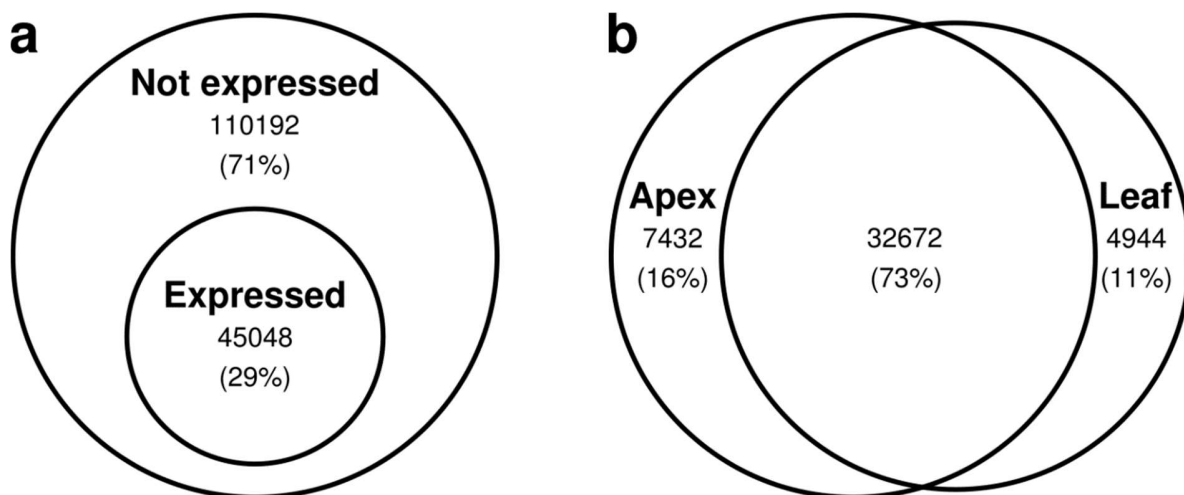 a
Not expressed
110192
(71%)
Expressed
45048
(29%)
b
Apex
7432
(16%)
32672
(73%)
Leaf
4944
(11%)